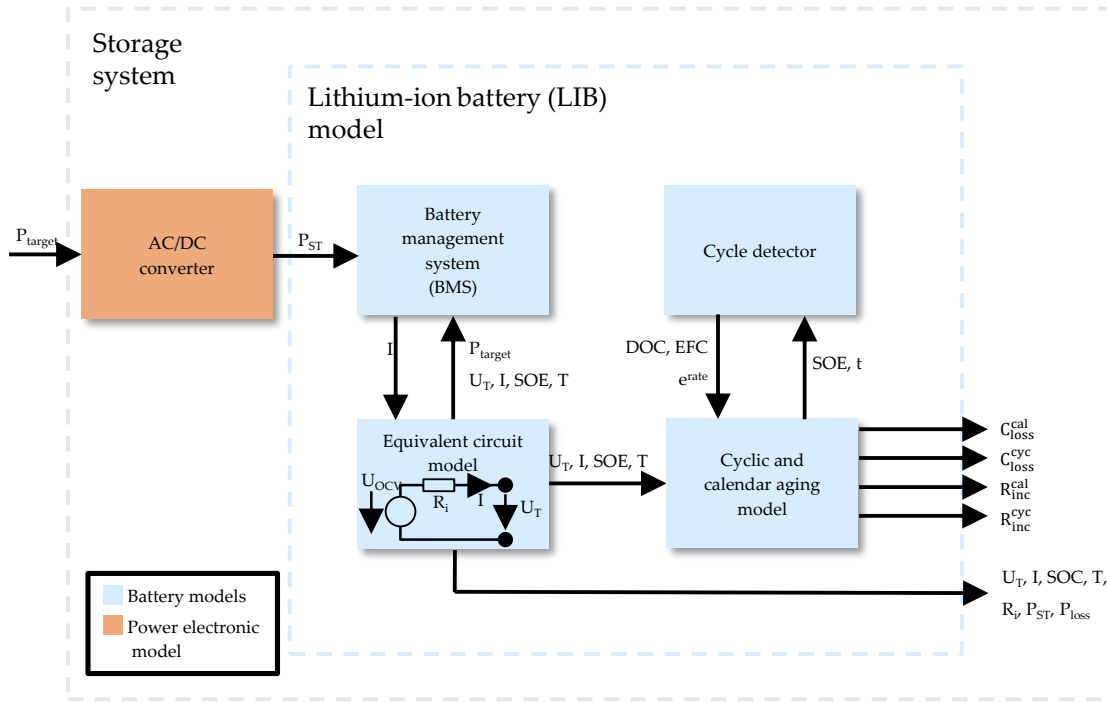 Storage
system
Lithium-ion battery (LIB)
model
P_target
AC/DC
converter
P_ST
Battery
management
system
(BMS)
Cycle detector
I
P_target
U_T, I, SOE, T
DOC, EFC
e^rate
SOE, t
Equivalent circuit
model
U_OCV
R_i
I
U_T
U_T, I, SOE, T
Cyclic and
calendar aging
model
C_loss^cal
C_loss^cyc
R_inc^cal
R_inc^cyc
U_T, I, SOC, T,
R_i, P_ST, P_loss
Battery models
Power electronic
model